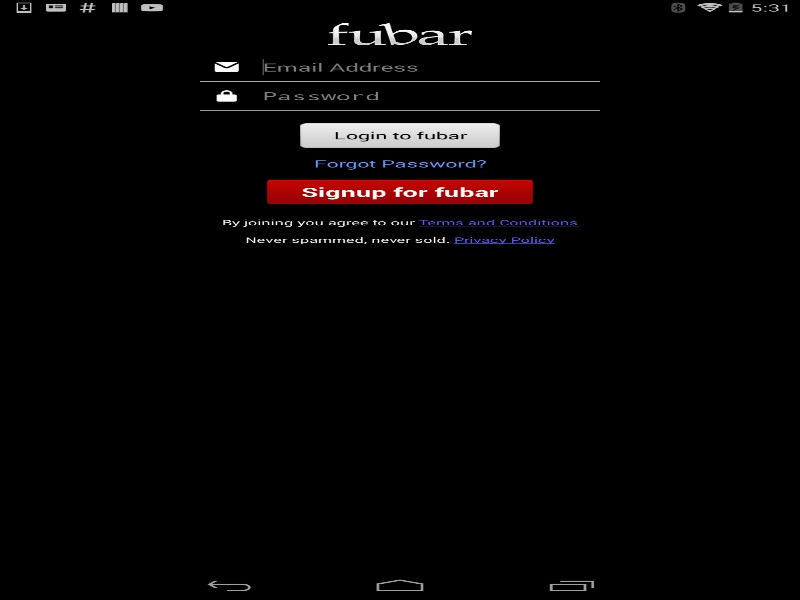 5:31
fubar
Email Address
Password
Login to fubar
Forgot Password?
Signup for fubar
By joining you agree to our Terms and Conditions
Never spammed, never sold. Privacy Policy